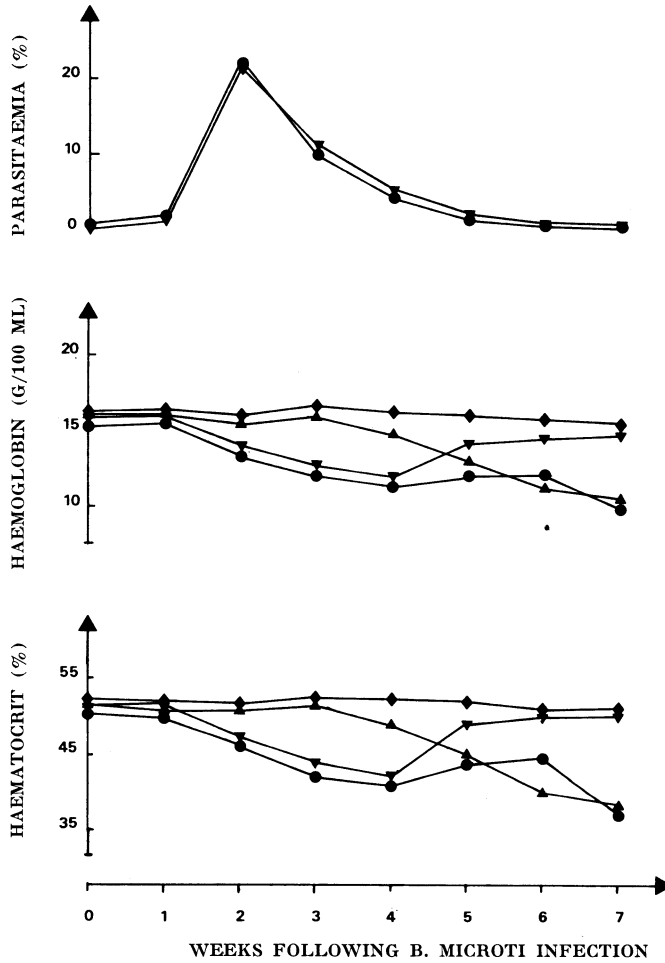 PARASITAEMIA (%)
20
10
0
HAEMOGLOBIN (G/100 ML)
20
15
10
HAEMATOCRIT (%)
55
45
35
0 1 2 3 4 5 6 7
WEEKS FOLLOWING B. MICROTI INFECTION